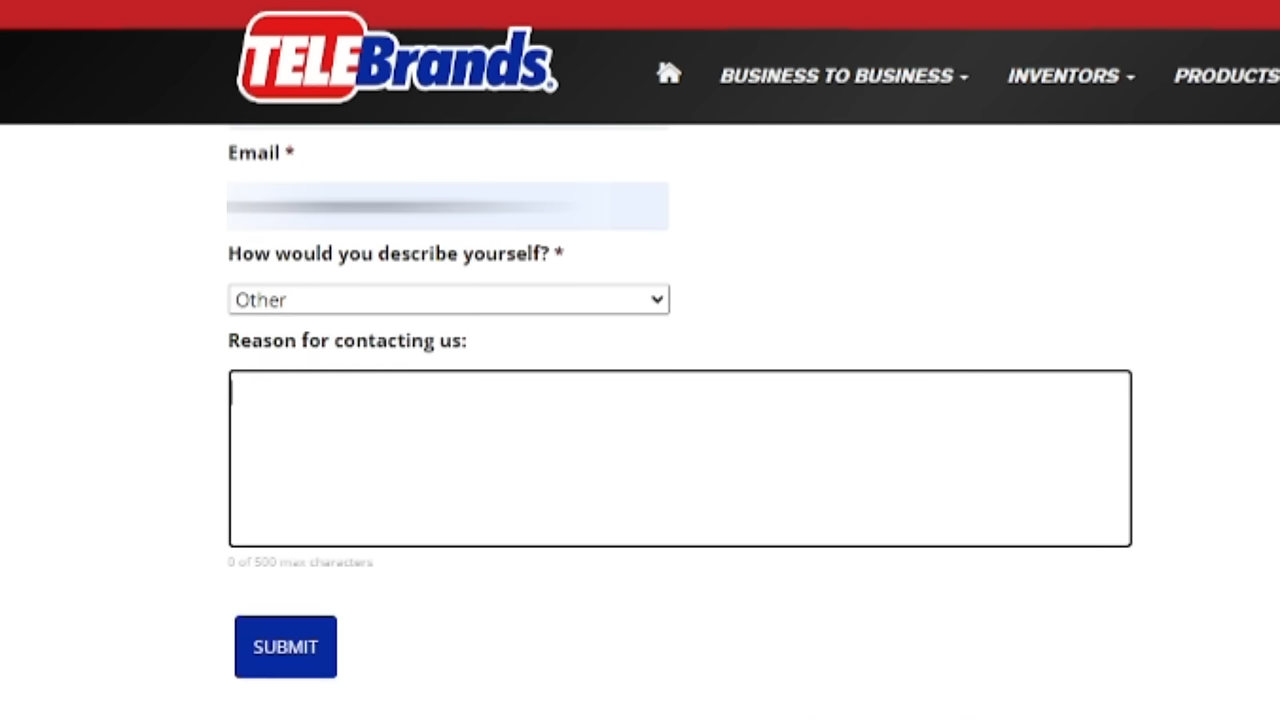 TELEBrands®
BUSINESS TO BUSINESS
INVENTORS
PRODUCTS
Email *
How would you describe yourself? *
Other
Reason for contacting us:
0 of 500 max characters
SUBMIT